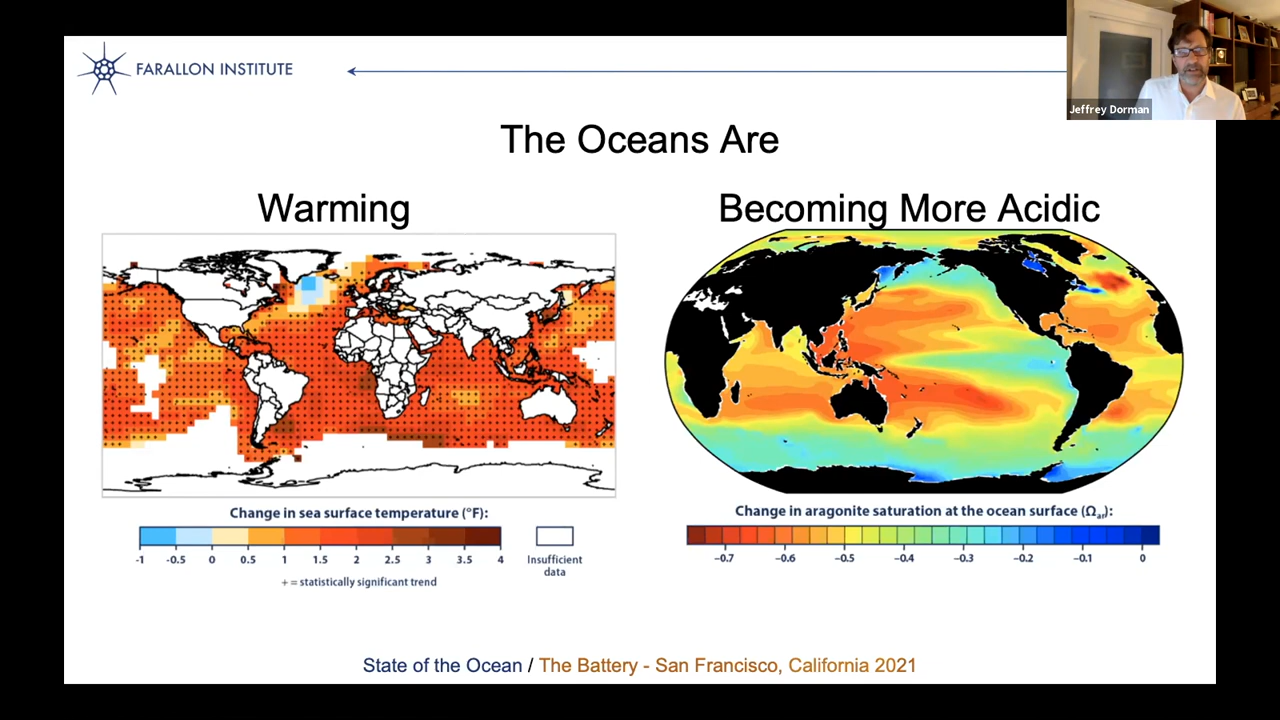 FARALLON INSTITUTE
Jeffrey Dorman
The Oceans Are
Warming
Becoming More Acidic
Change in sea surface temperature (°F):
-1 -0.5 0 0.5 1 1.5 2 2.5 3 3.5 4
Insufficient
data
+ = statistically significant trend
Change in aragonite saturation at the ocean surface (Ωar):
−0.7 −0.6 −0.5 −0.4 −0.3 −0.2 −0.1 0
State of the Ocean / The Battery - San Francisco, California 2021